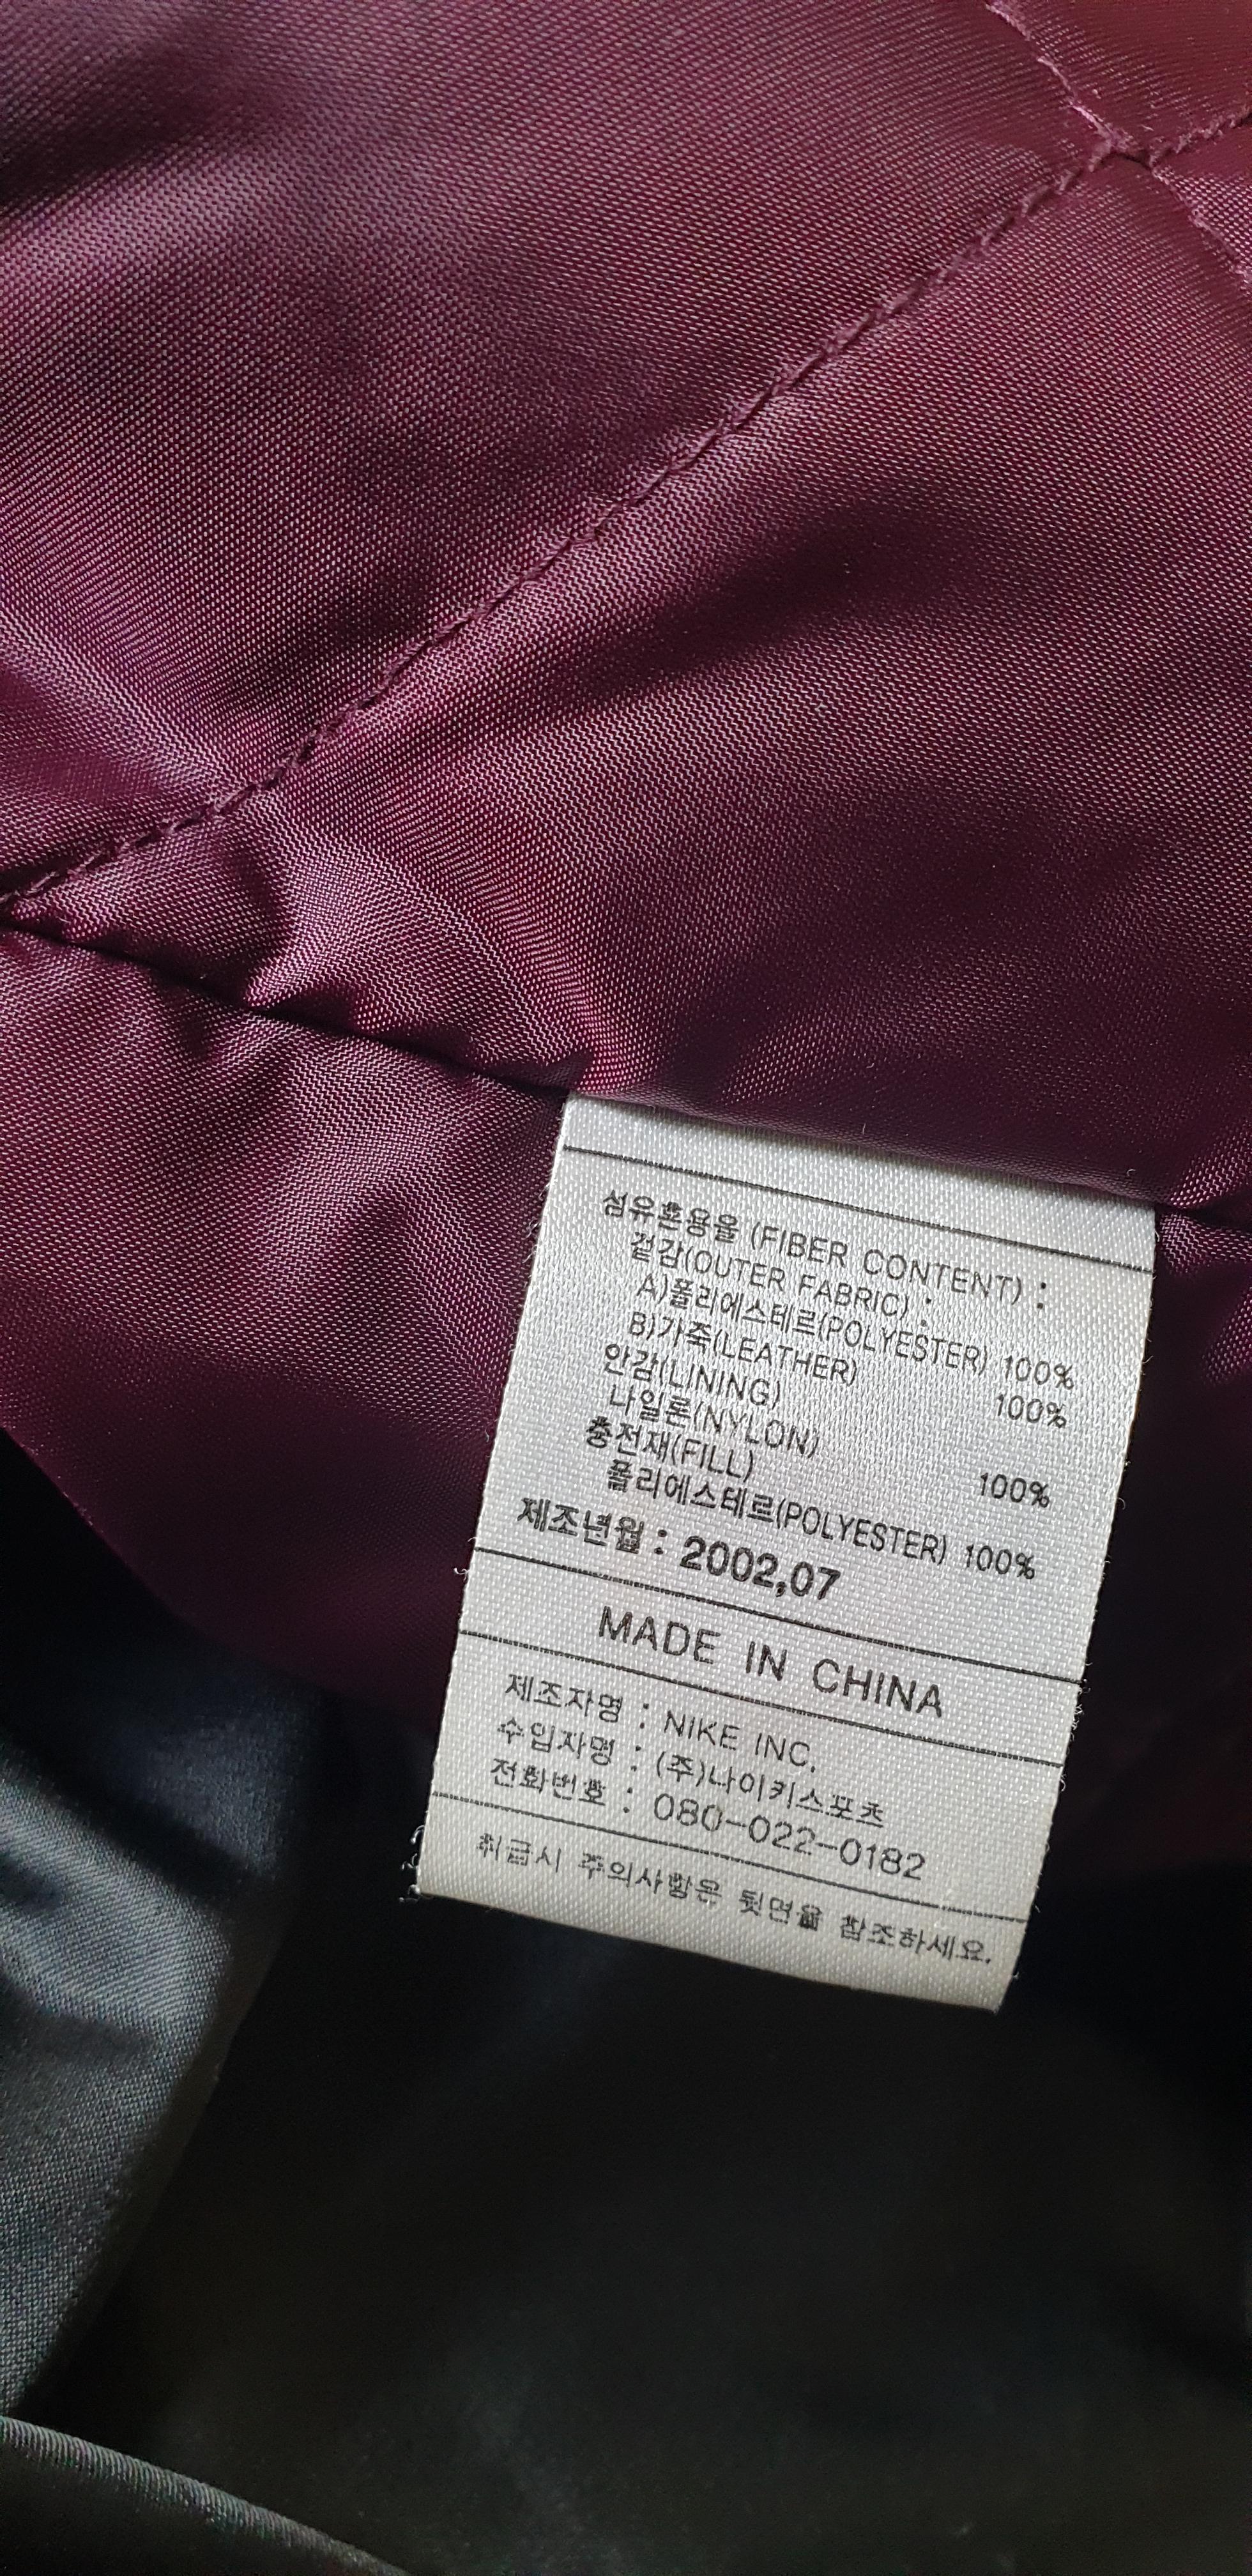 섬유혼용율 (FIBER CONTENT) :
겉감(OUTER FABRIC) :
A)폴리에스테르(POLYESTER) 100%
B)가죽(LEATHER) 100%
안감(LINING)
나일론(NYLON) 100%
충전재(FILL)
폴리에스테르(POLYESTER) 100%
제조년월 : 2002,07
MADE IN CHINA
제조자명 : NIKE INC.
수입자명 : (주)나이키스포츠
전화번호 : 080-022-0182
취급시 주의사항은 뒷면을 참조하세요.